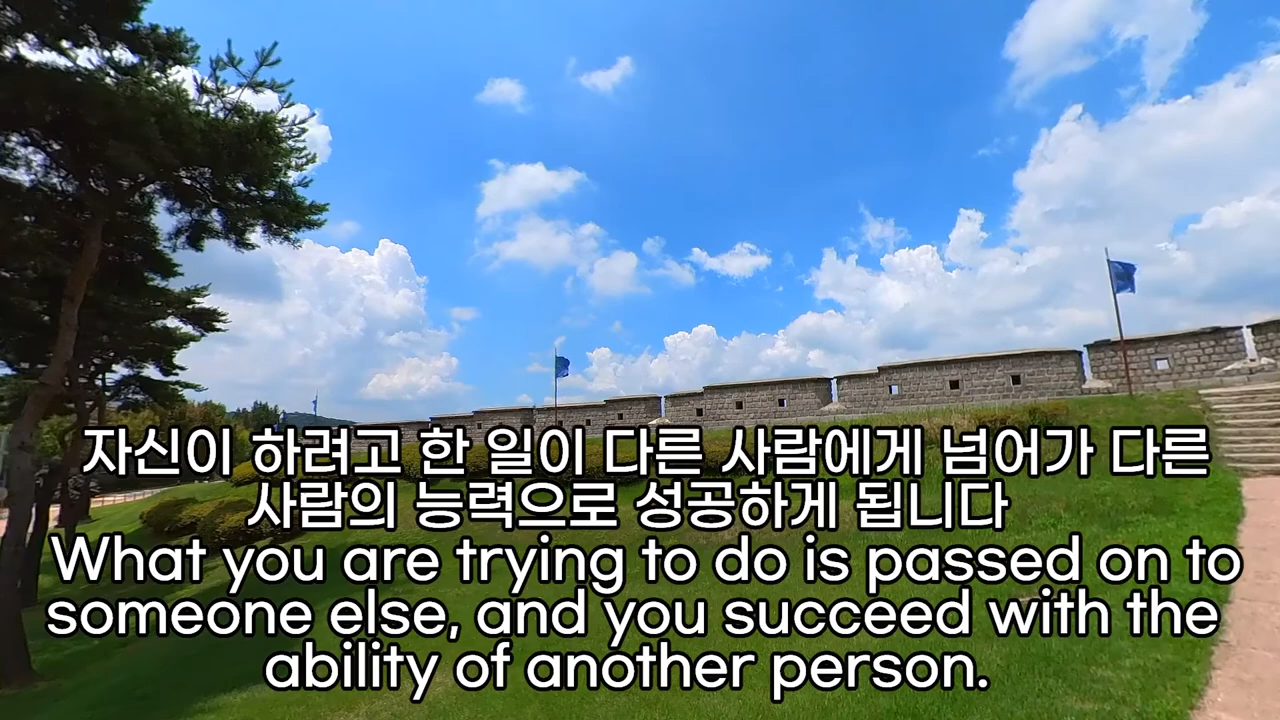 자신이 하려고 한 일이 다른 사람에게 넘어가 다른
사람의 능력으로 성공하게 됩니다
What you are trying to do is passed on to
someone else, and you succeed with the
ability of another person.